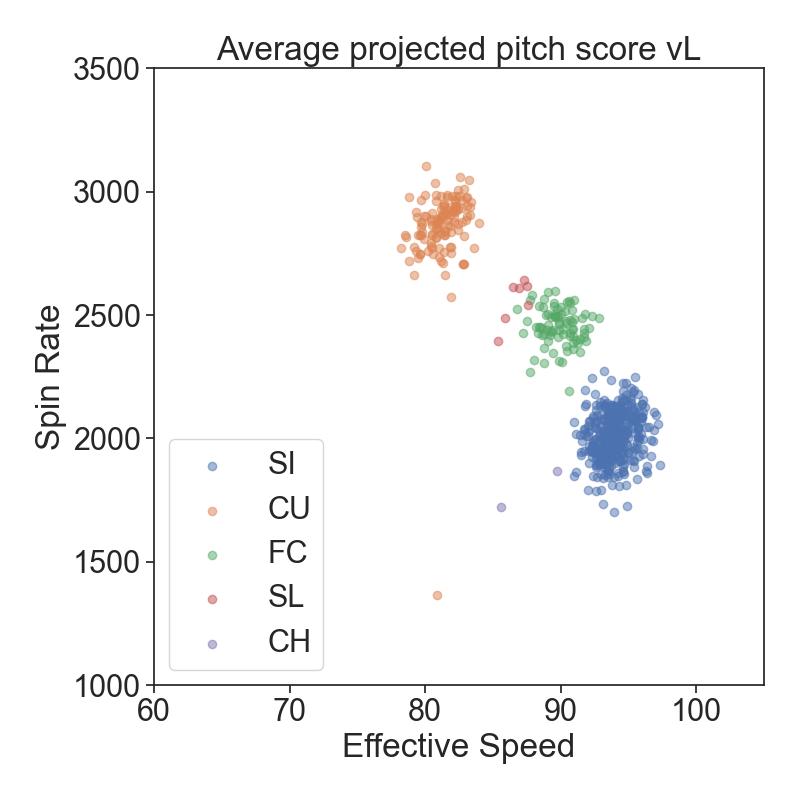 Average projected pitch score vL
3500
3000
2500
2000
1500
1000
Spin Rate
SI
CU
FC
SL
CH
60 70 80 90 100
Effective Speed